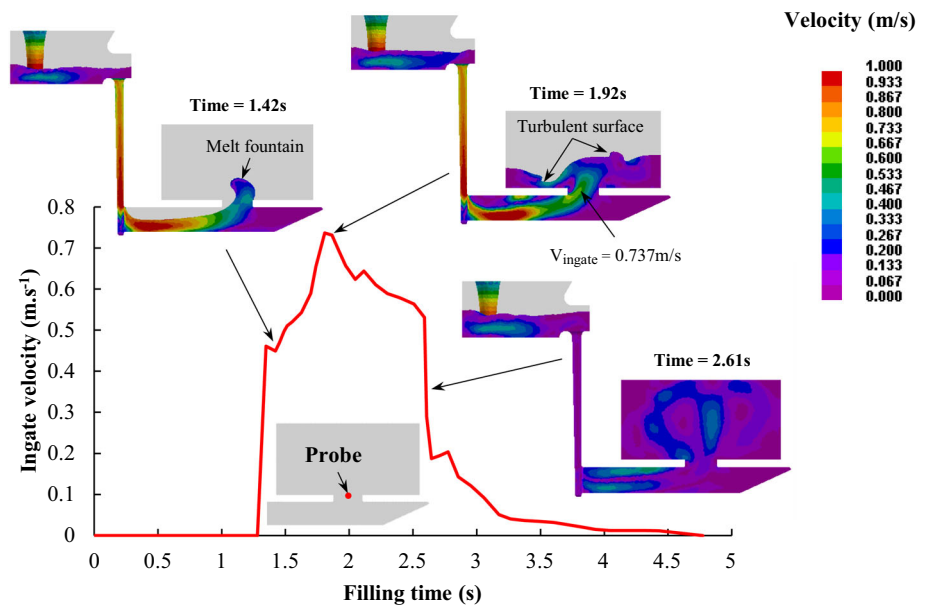 Velocity (m/s)
1.000
0.933
0.867
0.800
0.733
0.667
0.600
0.533
0.467
0.400
0.333
0.267
0.200
0.133
0.067
0.000
Time = 1.42s
Melt fountain
Time = 1.92s
Turbulent surface
Vingate = 0.737m/s
Time = 2.61s
Probe
Ingate velocity (m.s-1)
0.8
0.7
0.6
0.5
0.4
0.3
0.2
0.1
0
0 0.5 1 1.5 2 2.5 3 3.5 4 4.5 5
Filling time (s)